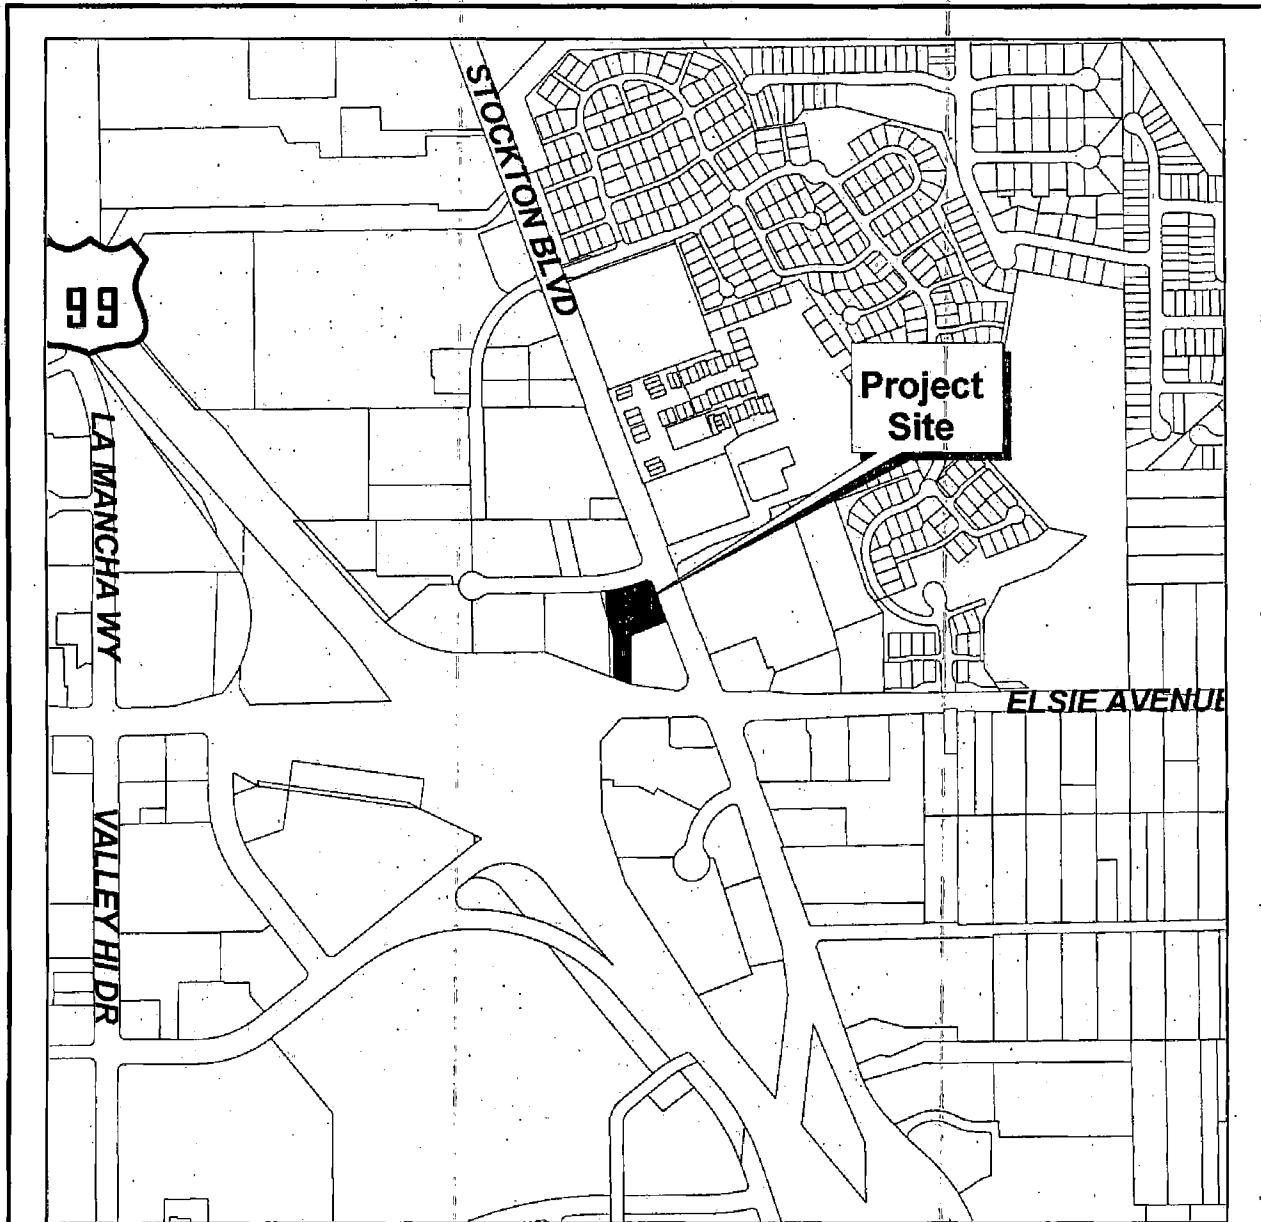 STOCKTON BLVD
99
Project
Site
LA MANCHA WY
ELSIE AVENUE
VALLEY HI DR